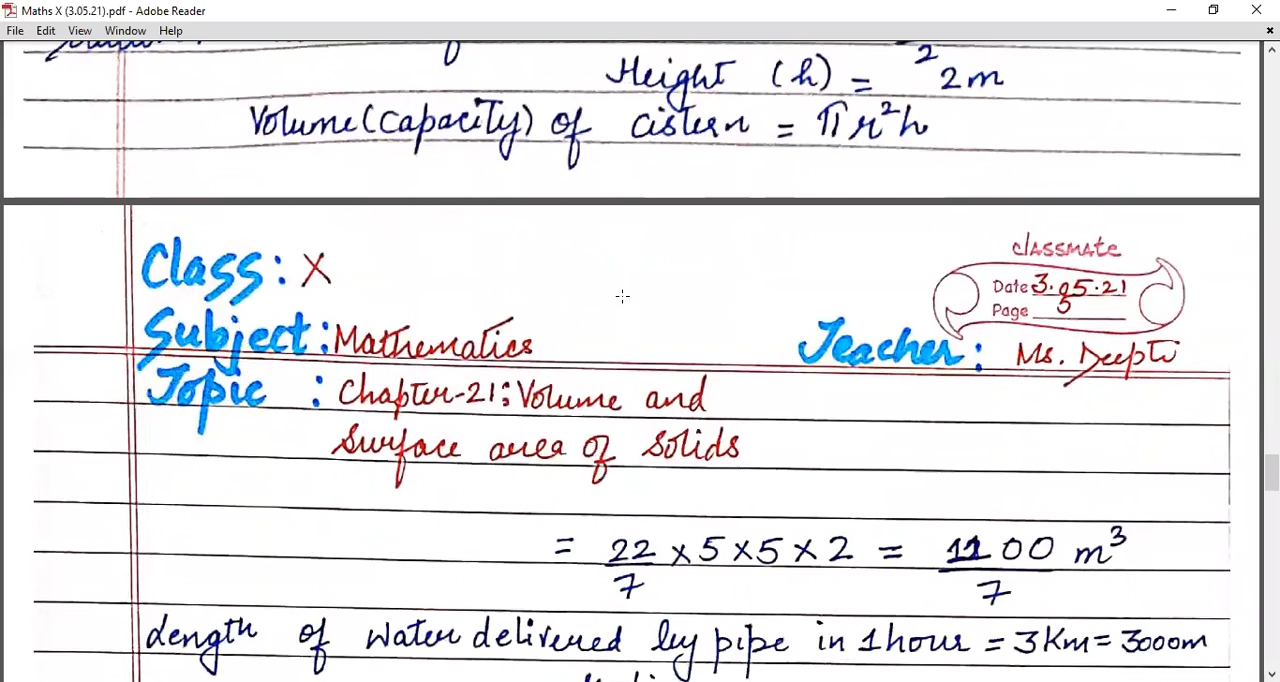 Maths X (3.05.21).pdf - Adobe Reader
File Edit View Window Help
2
Height (h) = 2m
Volume (capacity) of cistern = πr²h
classmate
Date 3.05.21
Page 5
Class: X
Subject: Mathematics
Teacher: Ms. Deepti
Topic : Chapter-21: Volume and
Surface area of Solids
= 22/7 × 5 × 5 × 2 = 1100/7 m³
Length of water delivered by pipe in 1 hour = 3 Km = 3000m